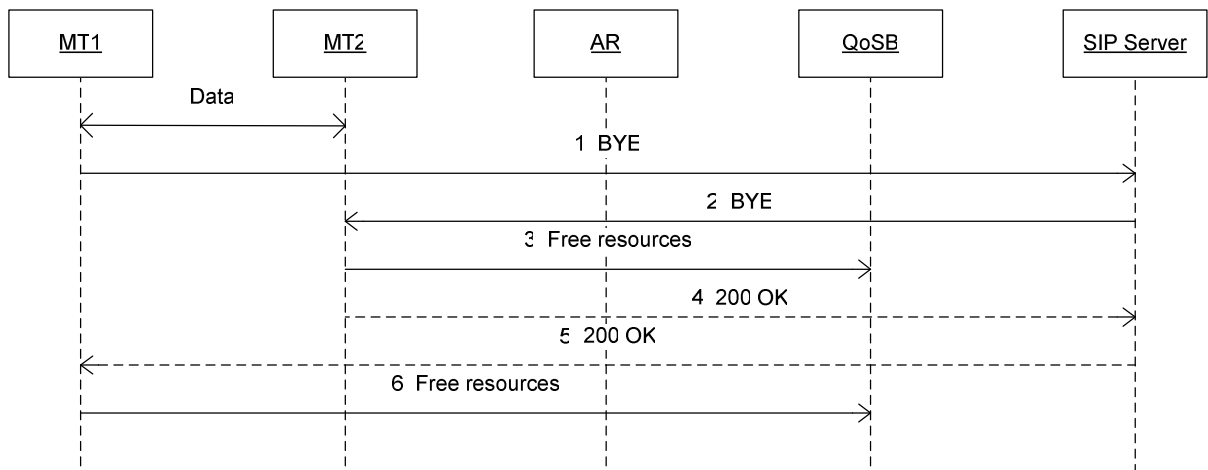 MT1
MT2
AR
QoSB
SIP Server
Data
1 BYE
2 BYE
3 Free resources
4 200 OK
5 200 OK
6 Free resources